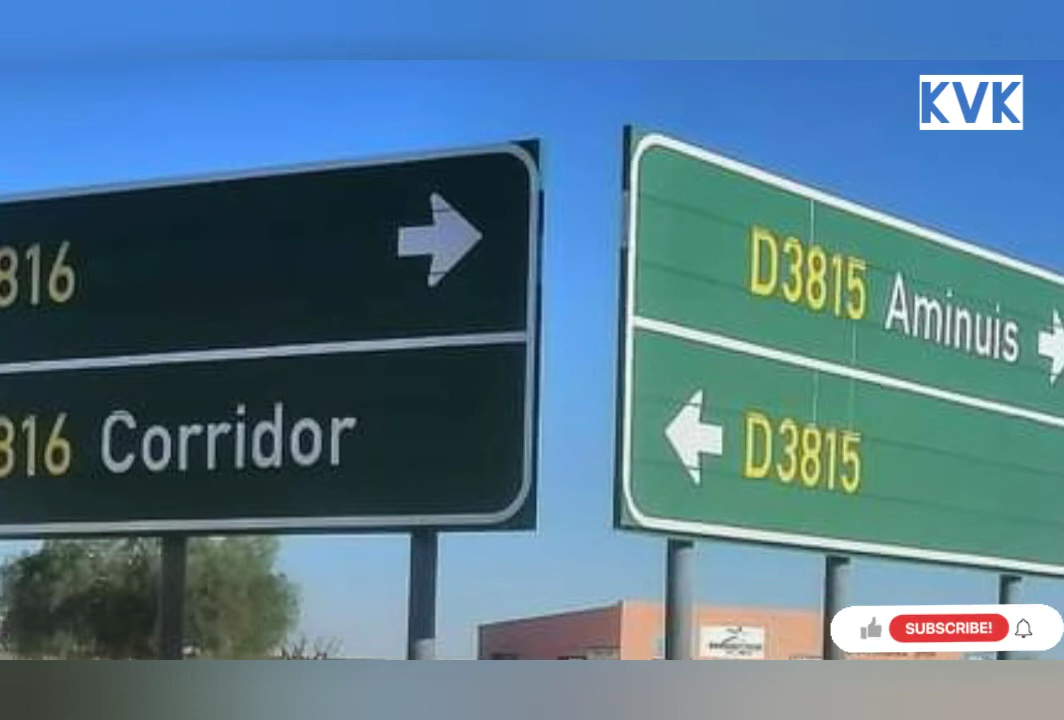 KVK
816
816 Corridor
D3815 Aminuis
D3815
SUBSCRIBE!